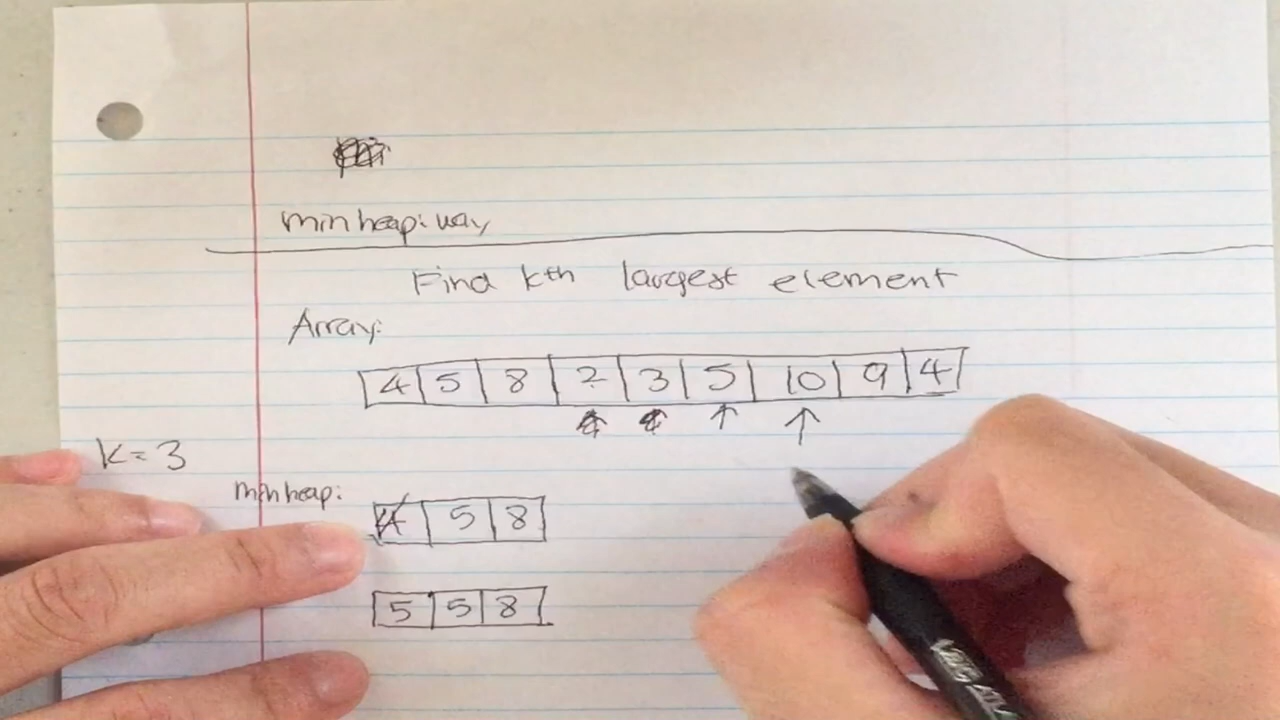 min heap: way
Find kth largest element
Array:
4 5 8 2 3 5 10 9 4
k = 3
min heap:
4 5 8
5 5 8